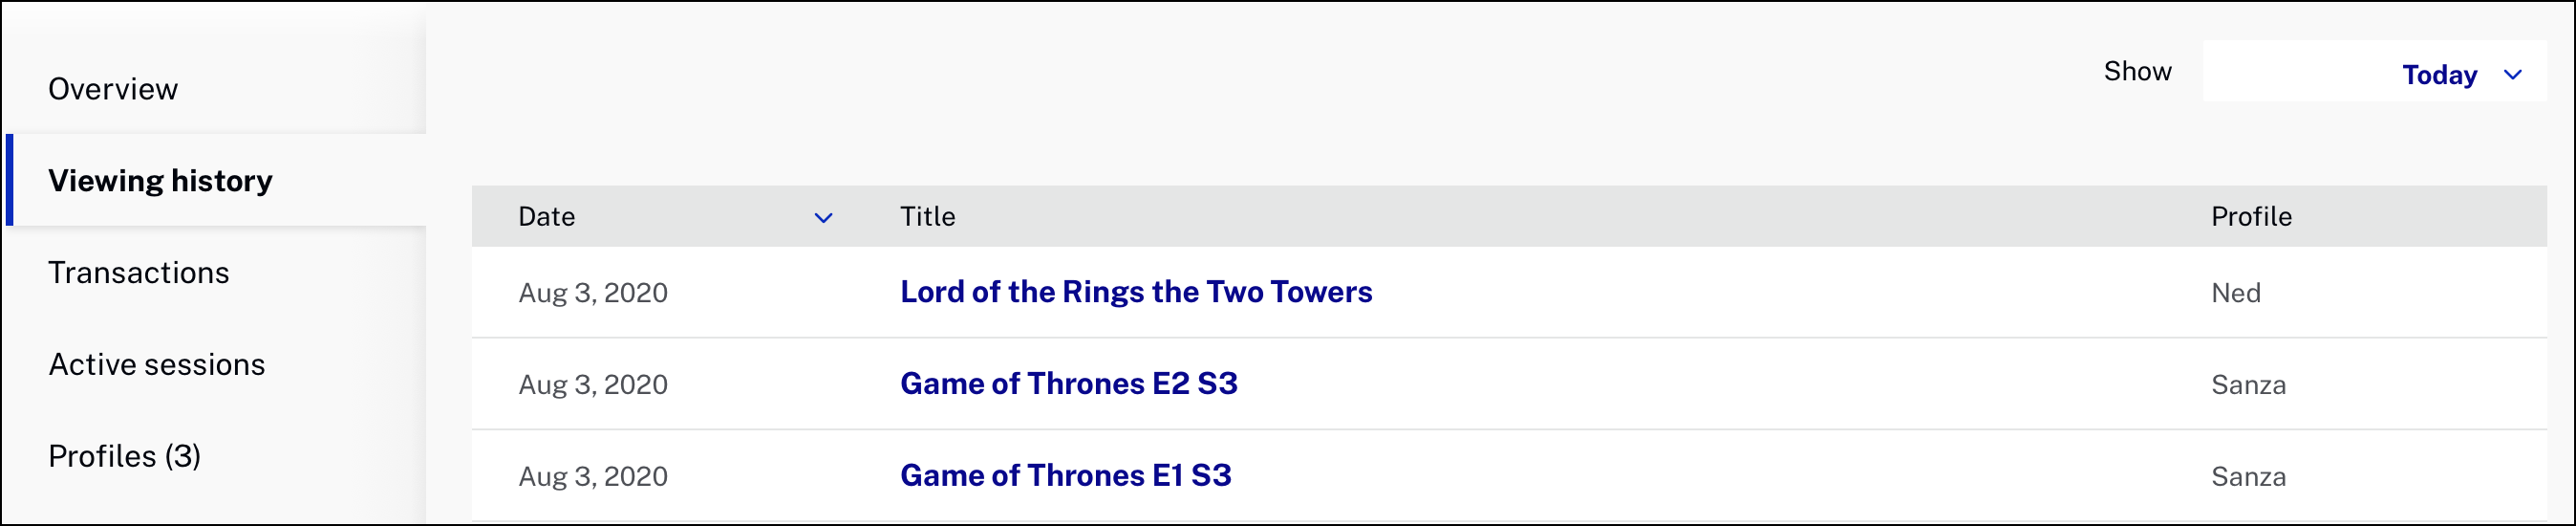 Overview
Viewing history
Transactions
Active sessions
Profiles (3)
Show Today
Date Title Profile
Aug 3, 2020 Lord of the Rings the Two Towers Ned
Aug 3, 2020 Game of Thrones E2 S3 Sanza
Aug 3, 2020 Game of Thrones E1 S3 Sanza